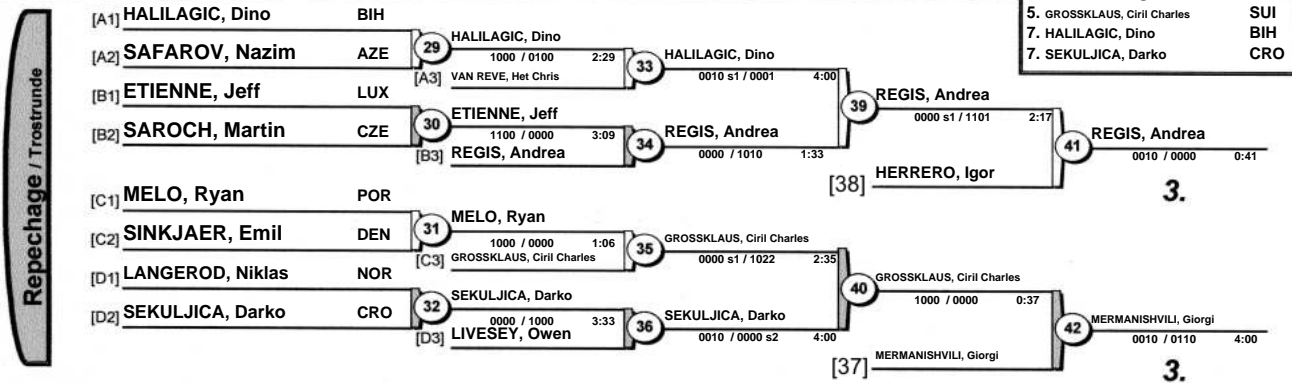 Repechage / Trostrunde
5. GROSSKLAUS, Ciril Charles SUI
7. HALILAGIC, Dino BIH
7. SEKULJICA, Darko CRO
[A1] HALILAGIC, Dino BIH
[A2] SAFAROV, Nazim AZE
[B1] ETIENNE, Jeff LUX
[B2] SAROCH, Martin CZE
[C1] MELO, Ryan POR
[C2] SINKJAER, Emil DEN
[D1] LANGEROD, Niklas NOR
[D2] SEKULJICA, Darko CRO
29
HALILAGIC, Dino
1000 / 0100 2:29
[A3] VAN REVE, Het Chris
30
ETIENNE, Jeff
1100 / 0000 3:09
[B3] REGIS, Andrea
31
MELO, Ryan
1000 / 0000 1:06
[C3] GROSSKLAUS, Ciril Charles
32
SEKULJICA, Darko
0000 / 1000 3:33
[D3] LIVESEY, Owen
33
HALILAGIC, Dino
0010 s1 / 0001 4:00
34
REGIS, Andrea
0000 / 1010 1:33
35
GROSSKLAUS, Ciril Charles
0000 s1 / 1022 2:35
36
SEKULJICA, Darko
0010 / 0000 s2 4:00
39
REGIS, Andrea
0000 s1 / 1101 2:17
[38] HERRERO, Igor
40
GROSSKLAUS, Ciril Charles
1000 / 0000 0:37
[37] MERMANISHVILI, Giorgi
41
REGIS, Andrea
0010 / 0000 0:41
3.
42
MERMANISHVILI, Giorgi
0010 / 0110 4:00
3.